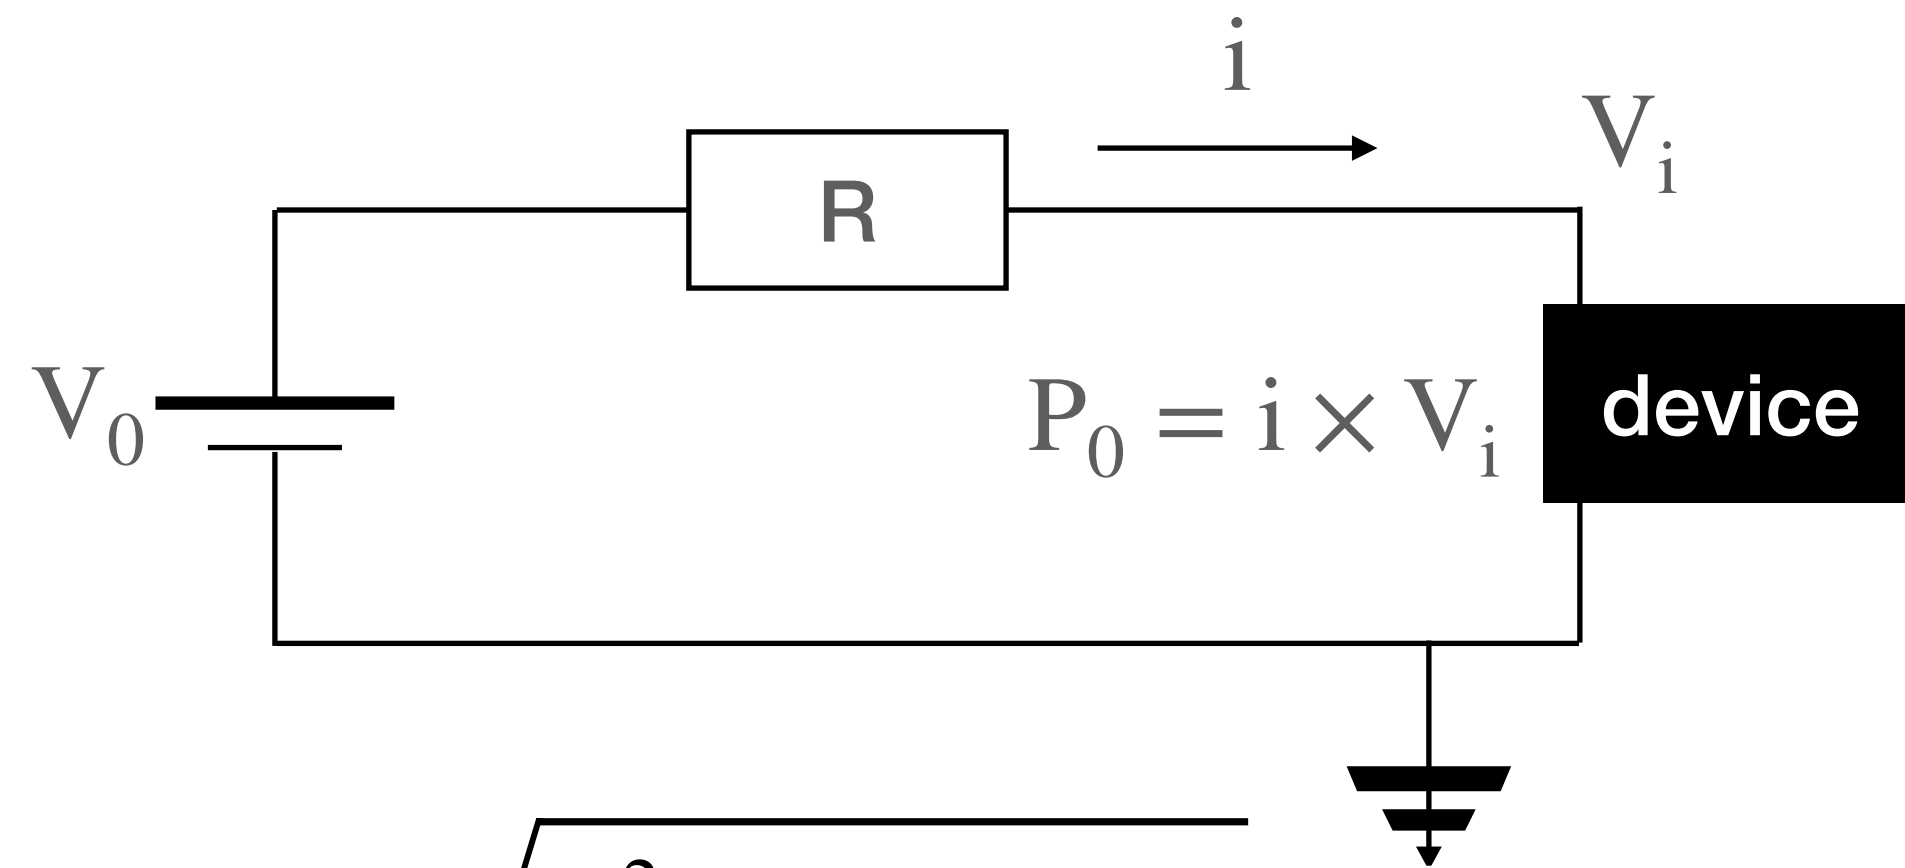 i
V_i
R
V_0
P_0 = i × V_i
device